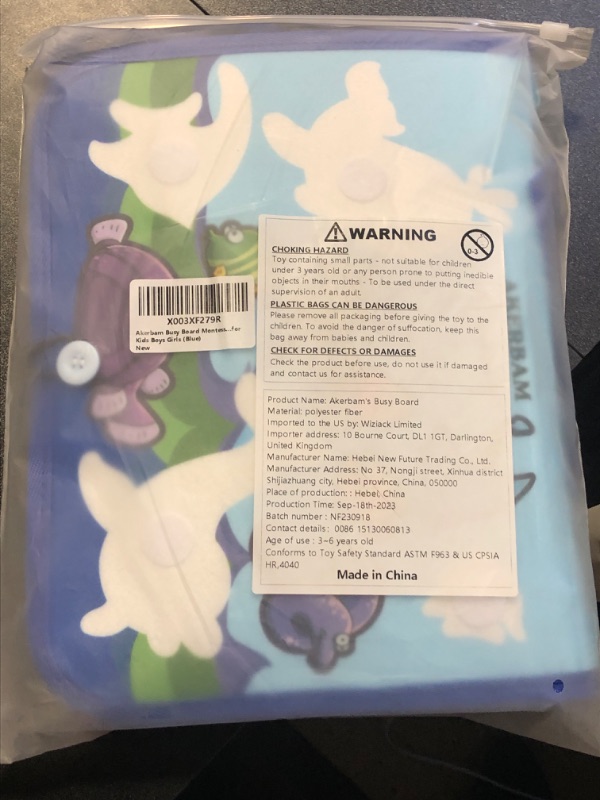 WARNING
0-3
CHOKING HAZARD
Toy containing small parts - not suitable for children
under 3 years old or any person prone to putting inedible
objects in their mouths - To be used under the direct
supervision of an adult
PLASTIC BAGS CAN BE DANGEROUS
Please remove all packaging before giving the toy to the
children. To avoid the danger of suffocation, keep this
bag away from babies and children.
CHECK FOR DEFECTS OR DAMAGES
Check the product before use, do not use it if damaged
and contact us for assistance.
X003XF279R
Akerbam Busy Board Montess...for
Kids Boys Girls (Blue)
New
AKERBAM
Product Name: Akerbam's Busy Board
Material: polyester fiber
Imported to the US by: Wiziack Limited
Importer address: 10 Bourne Court, DL1 1GT, Darlington,
United Kingdom
Manufacturer Name: Hebei New Future Trading Co., Ltd.
Manufacturer Address: No 37, Nongji street, Xinhua district
Shijiazhuang city, Hebei province, China, 050000
Place of production: : Hebei, China
Production Time: Sep-18th-2023
Batch number : NF230918
Contact details : 0086 15130060813
Age of use : 3-6 years old
Conforms to Toy Safety Standard ASTM F963 & US CPSIA
HR.4040
Made in China